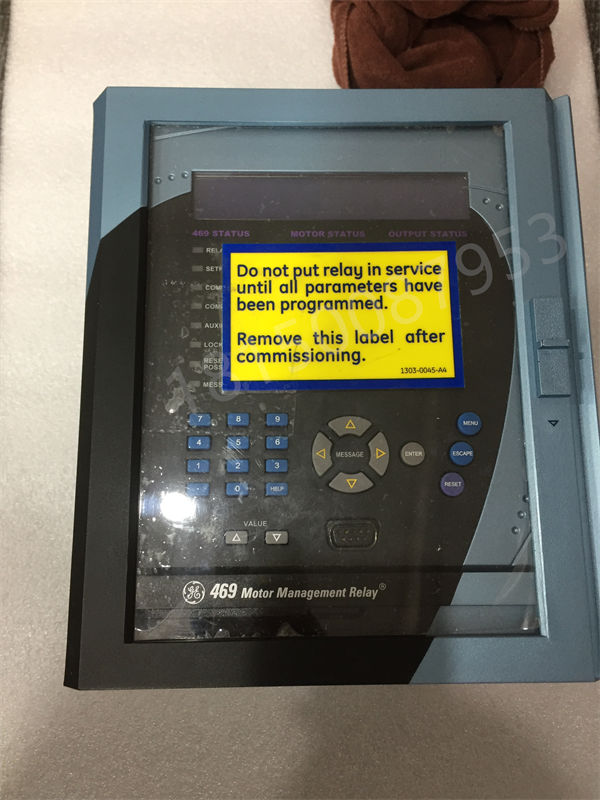 469 STATUS MOTOR STATUS OUTPUT STATUS
Do not put relay in service
until all parameters have
been programmed.
Remove this label after
commissioning.
1303-0045-A4
7 8 9
4 5 6
1 2 3
. 0 HELP
MESSAGE
ENTER
MENU
ESCAPE
RESET
VALUE
GE 469 Motor Management Relay®